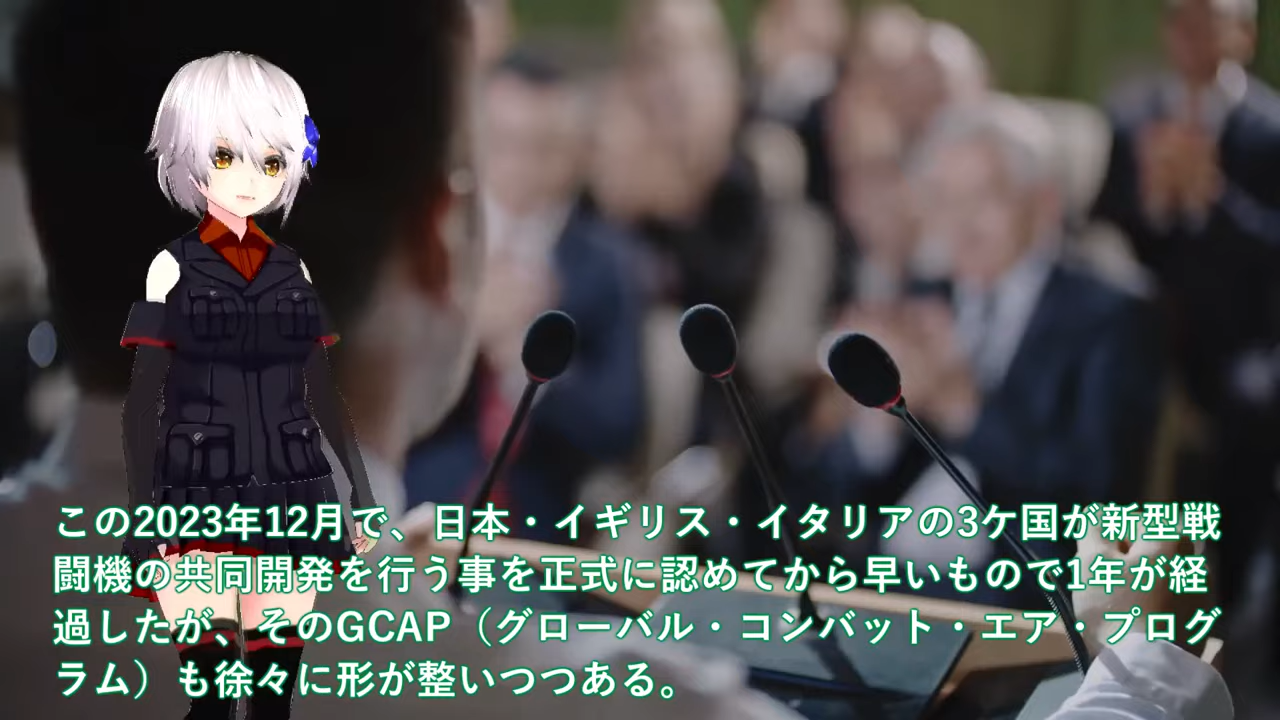 この2023年12月で、日本・イギリス・イタリアの3ケ国が新型戦
闘機の共同開発を行う事を正式に認めてから早いもので1年が経
過したが、そのGCAP（グローバル・コンバット・エア・プログ
ラム）も徐々に形が整いつつある。